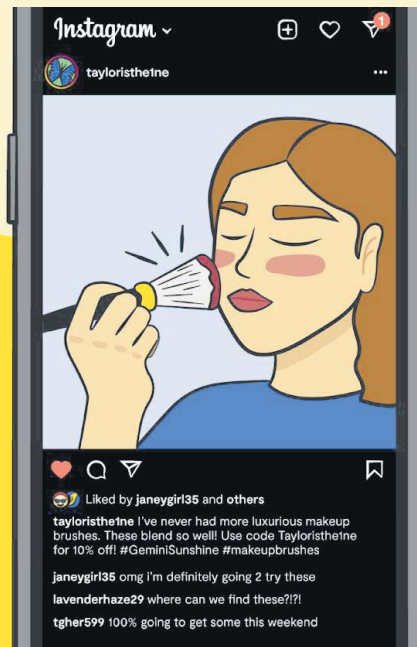 Instagram
1
tayloristhe1ne
Liked by janeygirl35 and others
tayloristhe1ne I've never had more luxurious makeup
brushes. These blend so well! Use code Tayloristhe1ne
for 10% off! #GeminiSunshine #makeupbrushes
janeygirl35 omg i'm definitely going 2 try these
lavenderhaze29 where can we find these?!?!
tgher599 100% going to get some this weekend